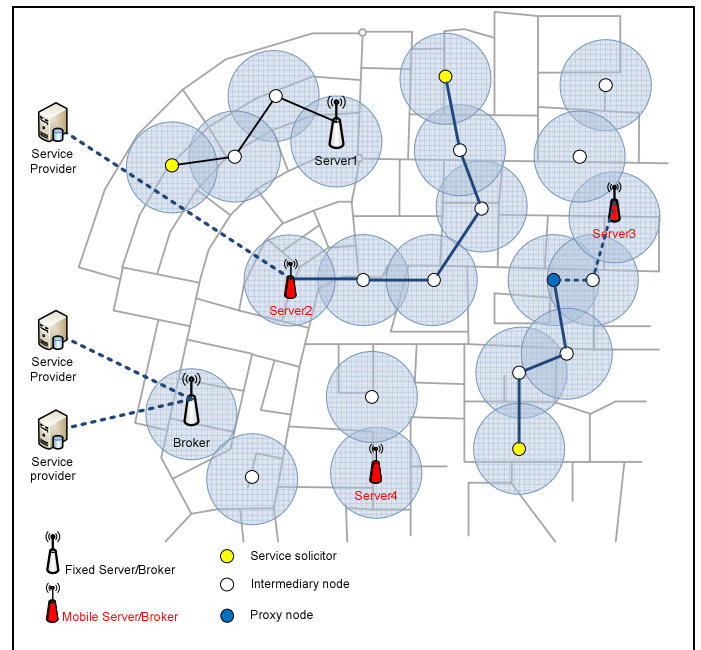 Service
Provider
Server1
Server3
Server2
Service
Provider
Broker
Service
provider
Server4
Fixed Server/Broker
Mobile Server/Broker
Service solicitor
Intermediary node
Proxy node